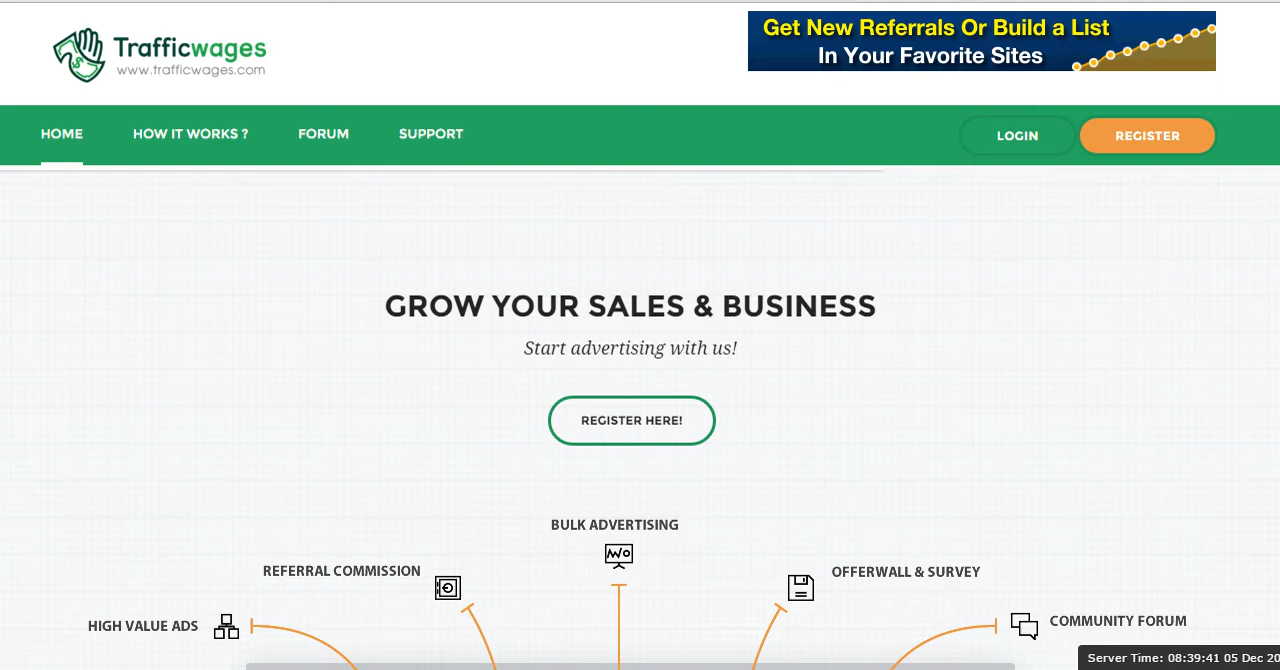 Trafficwages
www.trafficwages.com
Get New Referrals Or Build a List
In Your Favorite Sites
HOME
HOW IT WORKS ?
FORUM
SUPPORT
LOGIN
REGISTER
GROW YOUR SALES & BUSINESS
Start advertising with us!
REGISTER HERE!
BULK ADVERTISING
REFERRAL COMMISSION
OFFERWALL & SURVEY
HIGH VALUE ADS
COMMUNITY FORUM
Server Time: 08:39:41 05 Dec 20